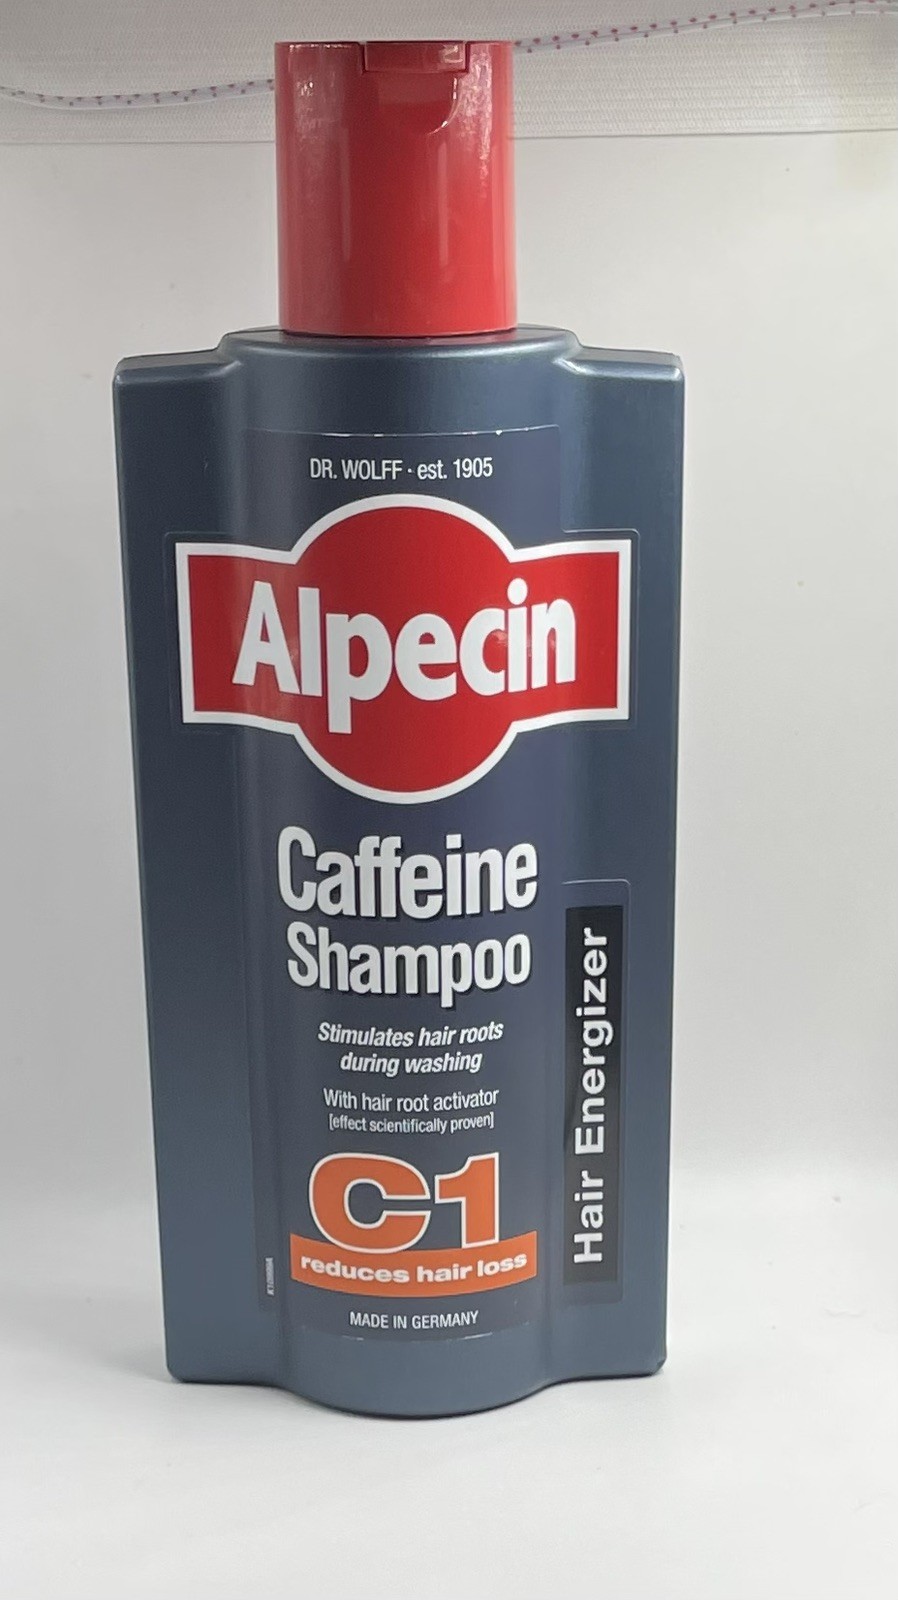 DR. WOLFF · est. 1905
Alpecin
Caffeine
Shampoo
Stimulates hair roots
during washing
With hair root activator
[effect scientifically proven]
C1
reduces hair loss
MADE IN GERMANY
Hair Energizer